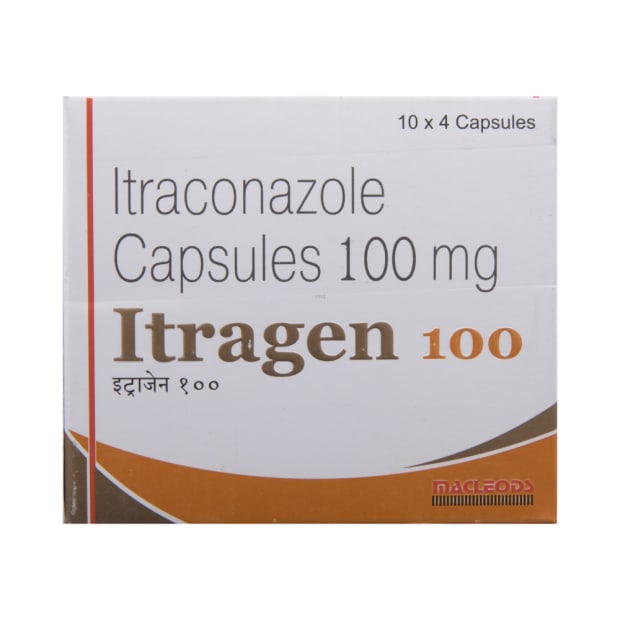 10 x 4 Capsules
Itraconazole
Capsules 100 mg
Itragen 100
इट्राजेन १००
MACLEODS